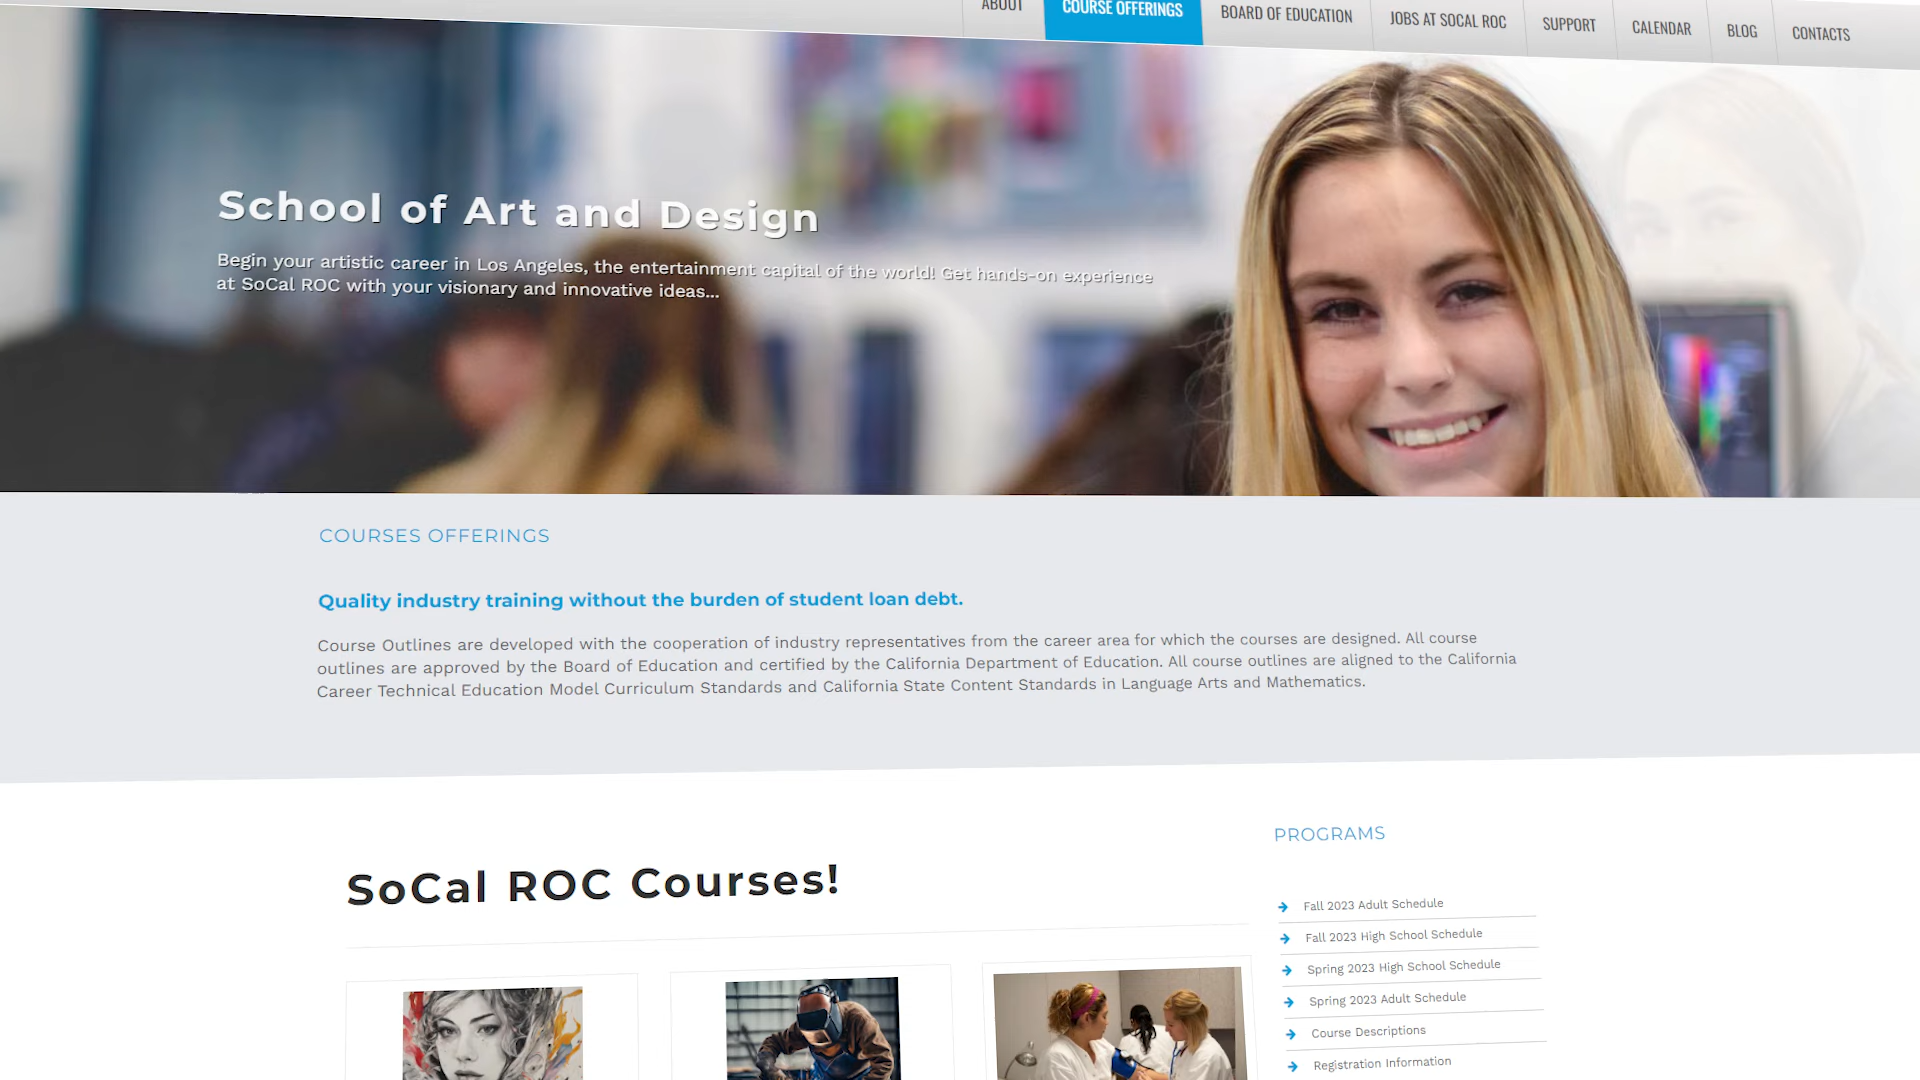 ABOUT
COURSE OFFERINGS
BOARD OF EDUCATION
JOBS AT SOCAL ROC
SUPPORT
CALENDAR
BLOG
CONTACTS
School of Art and Design
Begin your artistic career in Los Angeles, the entertainment capital of the world! Get hands-on experience
at SoCal ROC with your visionary and innovative ideas...
COURSES OFFERINGS
Quality industry training without the burden of student loan debt.
Course Outlines are developed with the cooperation of industry representatives from the career area for which the courses are designed. All course
outlines are approved by the Board of Education and certified by the California Department of Education. All course outlines are aligned to the California
Career Technical Education Model Curriculum Standards and California State Content Standards in Language Arts and Mathematics.
SoCal ROC Courses!
PROGRAMS
Fall 2023 Adult Schedule
Fall 2023 High School Schedule
Spring 2023 High School Schedule
Spring 2023 Adult Schedule
Course Descriptions
Registration Information